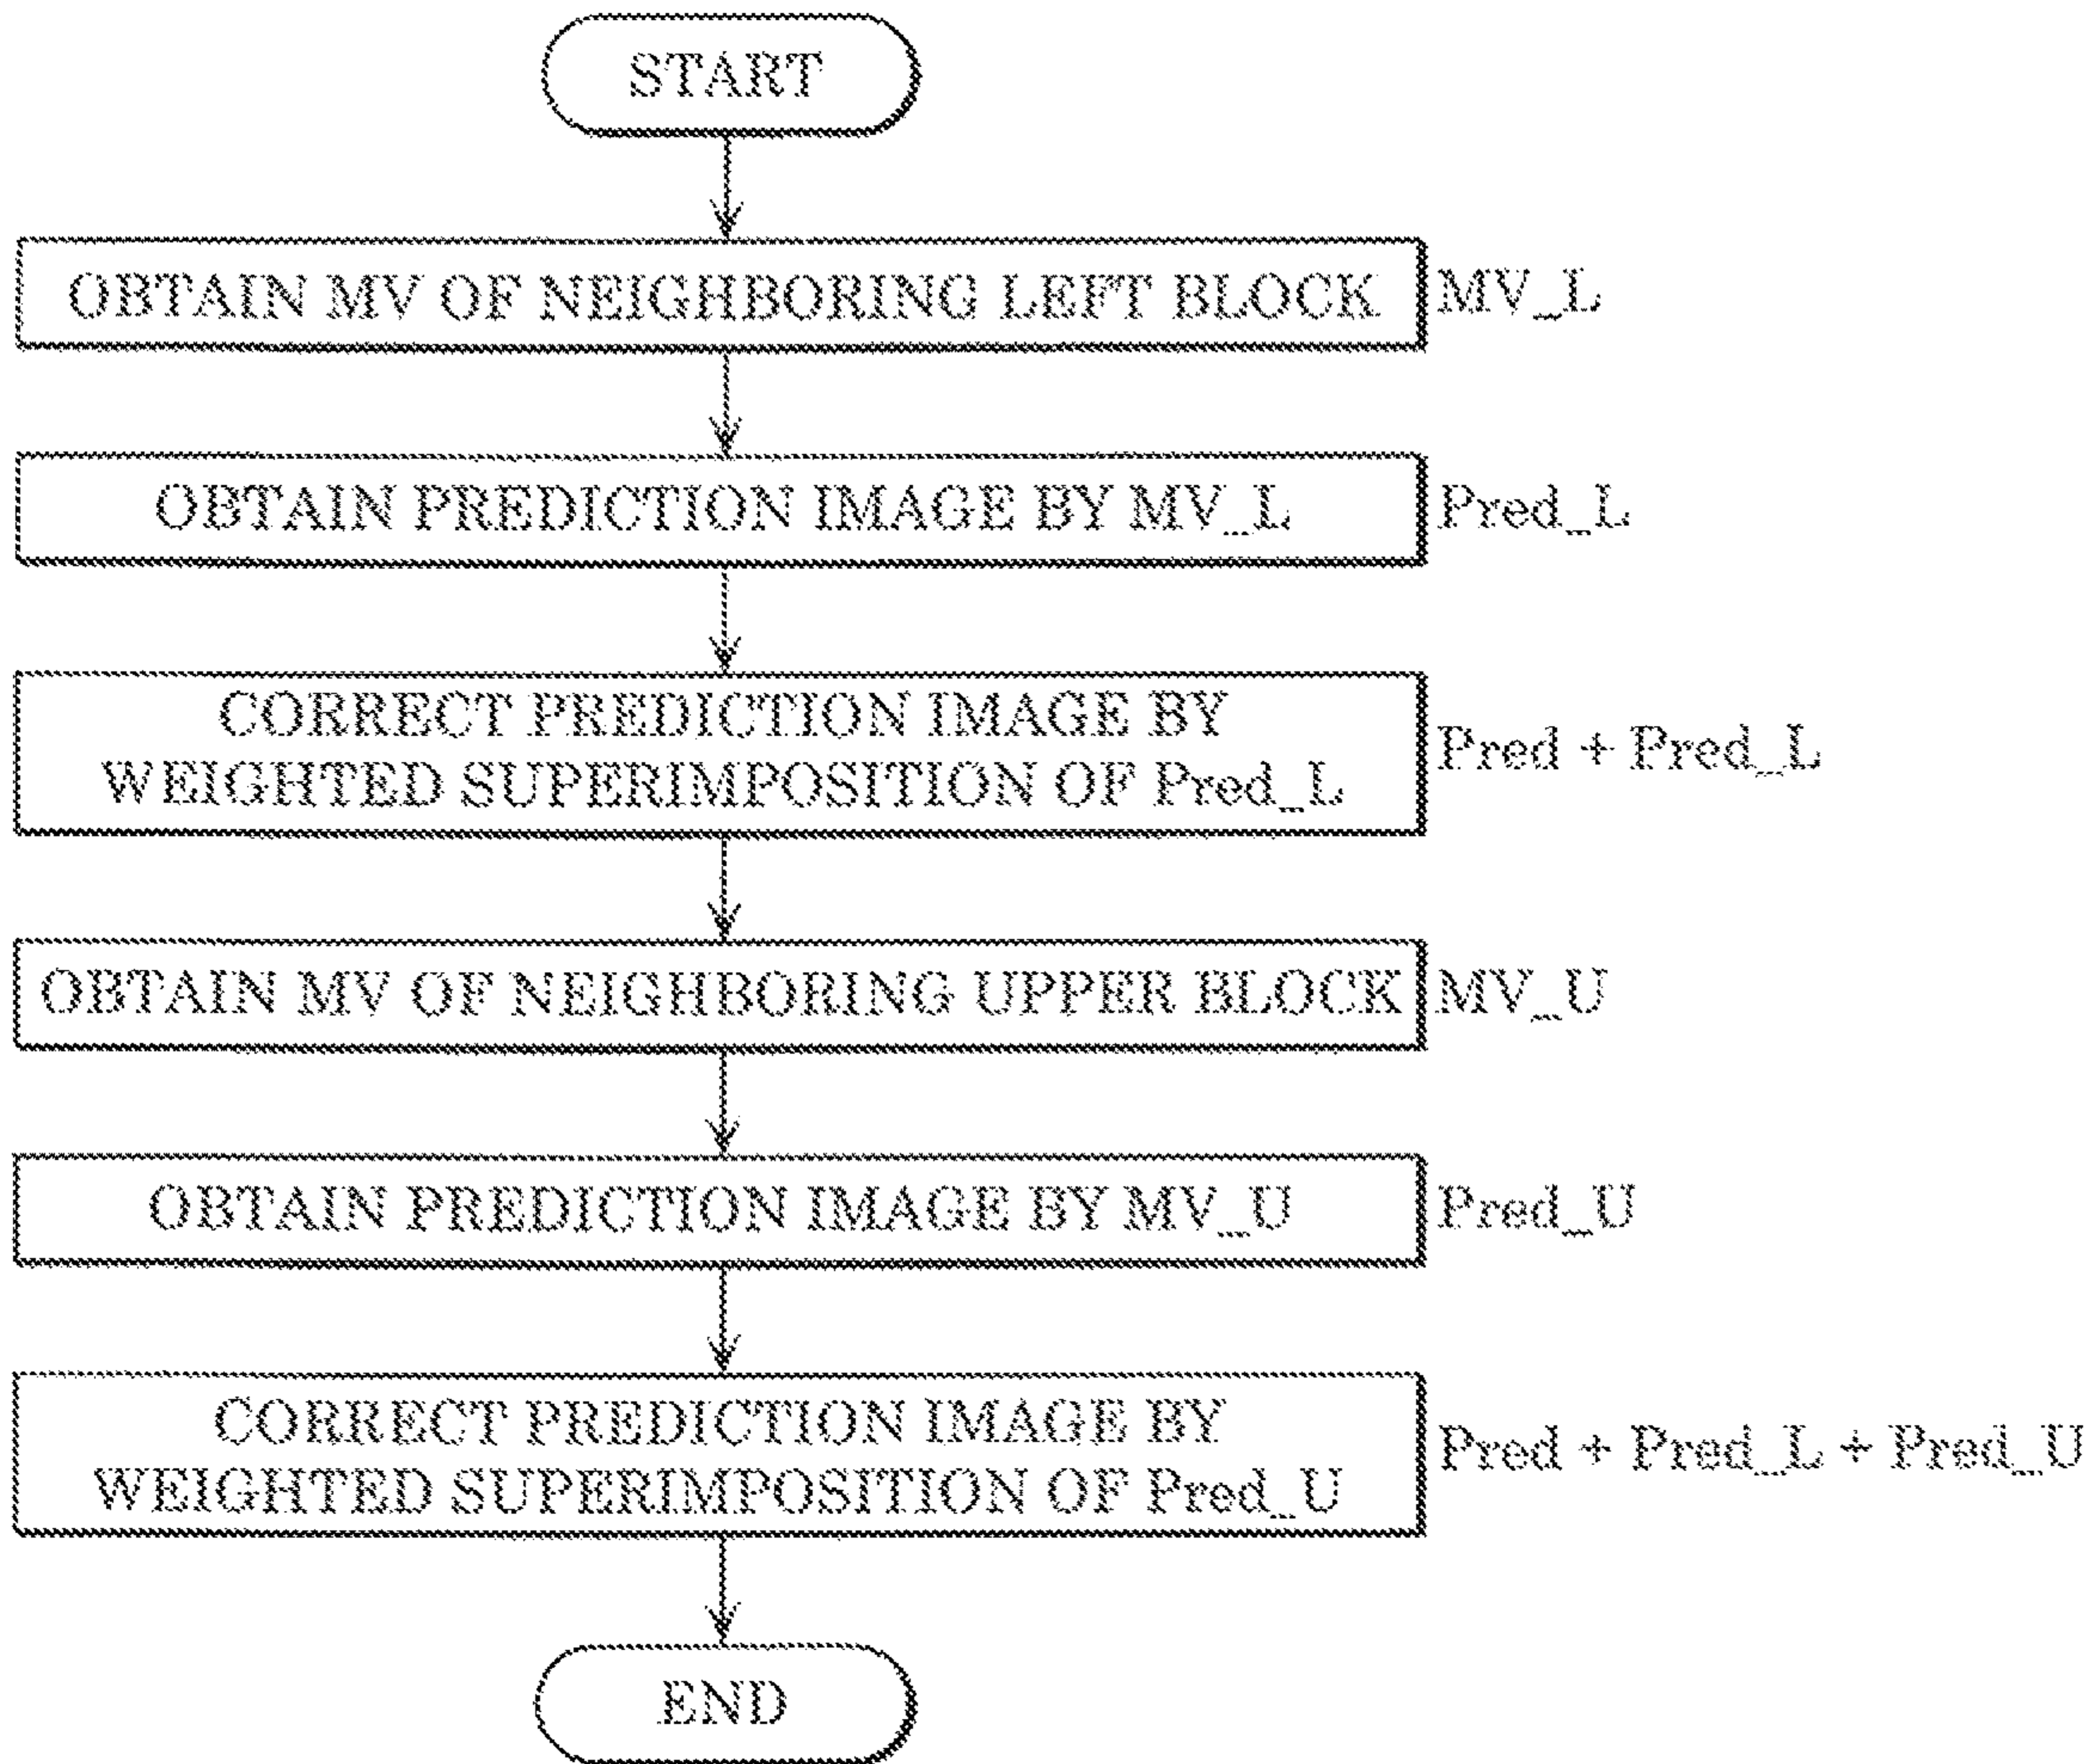 START
OBTAIN MV OF NEIGHBORING LEFT BLOCK MV_L
OBTAIN PREDICTION IMAGE BY MV_L Pred_L
CORRECT PREDICTION IMAGE BY
WEIGHTED SUPERIMPOSITION OF Pred_L
Pred + Pred_L
OBTAIN MV OF NEIGHBORING UPPER BLOCK MV_U
OBTAIN PREDICTION IMAGE BY MV_U Pred_U
CORRECT PREDICTION IMAGE BY
WEIGHTED SUPERIMPOSITION OF Pred_U
Pred + Pred_L + Pred_U
END